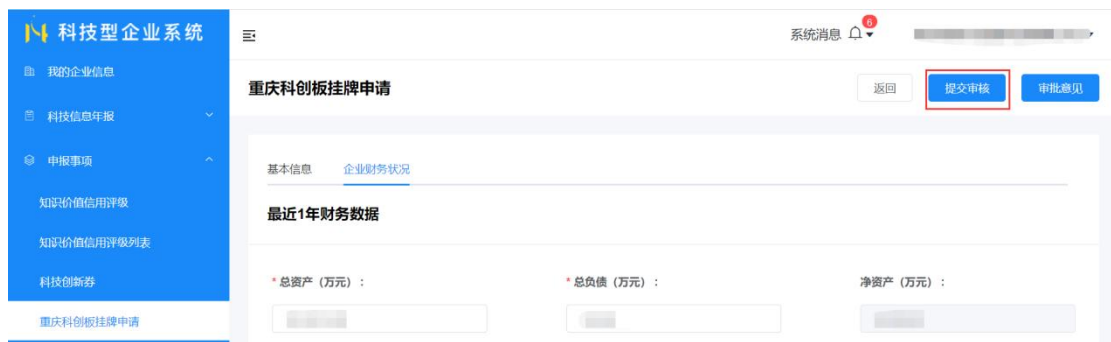 科技型企业系统
系统消息
6
我的企业信息
重庆科创板挂牌申请
返回
提交审核
审批意见
科技信息年报
申报事项
基本信息
企业财务状况
知识价值信用评级
最近1年财务数据
知识价值信用评级列表
科技创新券
* 总资产（万元）：
* 总负债（万元）：
净资产（万元）：
重庆科创板挂牌申请